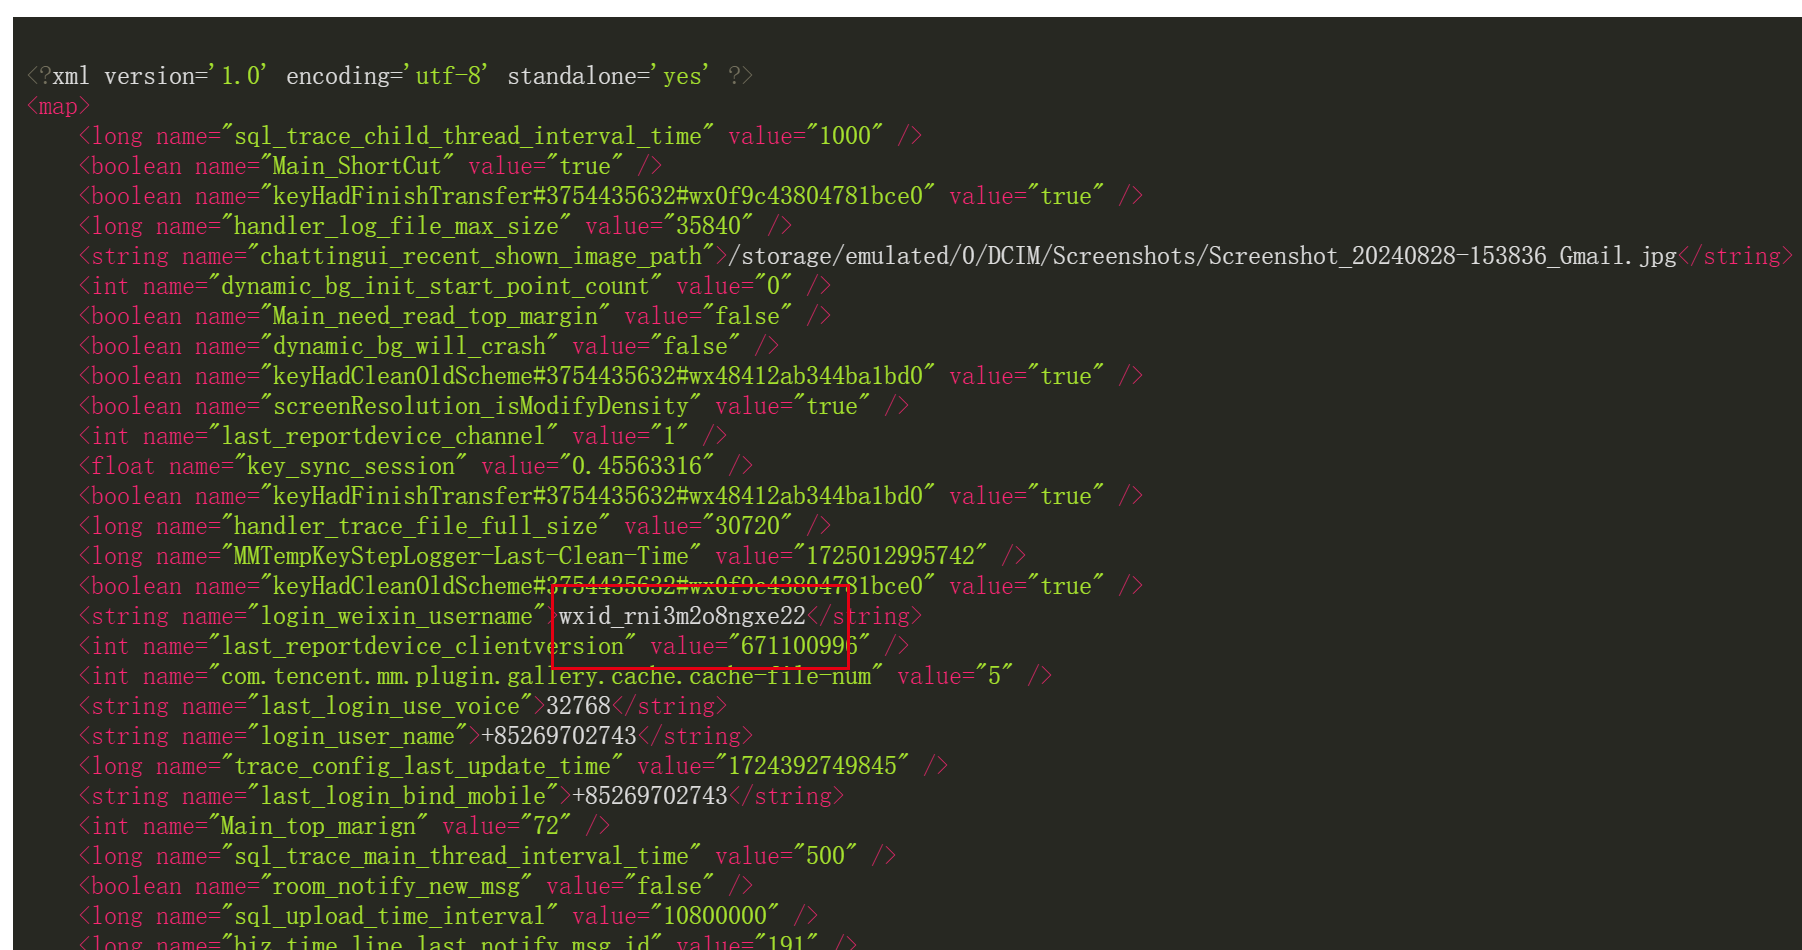 <?xml version='1.0' encoding='utf-8' standalone='yes' ?>
<map>
<long name="sql_trace_child_thread_interval_time" value="1000" />
<boolean name="Main_ShortCut" value="true" />
<boolean name="keyHadFinishTransfer#3754435632#wx0f9c43804781bce0" value="true" />
<long name="handler_log_file_max_size" value="35840" />
<string name="chattingui_recent_shown_image_path">/storage/emulated/0/DCIM/Screenshots/Screenshot_20240828-153836_Gmail.jpg</string>
<int name="dynamic_bg_init_start_point_count" value="0" />
<boolean name="Main_need_read_top_margin" value="false" />
<boolean name="dynamic_bg_will_crash" value="false" />
<boolean name="keyHadCleanOldScheme#3754435632#wx48412ab344ba1bd0" value="true" />
<boolean name="screenResolution_isModifyDensity" value="true" />
<int name="last_reportdevice_channel" value="1" />
<float name="key_sync_session" value="0.45563316" />
<boolean name="keyHadFinishTransfer#3754435632#wx48412ab344ba1bd0" value="true" />
<long name="handler_trace_file_full_size" value="30720" />
<long name="MMTempKeyStepLogger-Last-Clean-Time" value="1725012995742" />
<boolean name="keyHadCleanOldScheme#3754435632#wx0f9c43804781bce0" value="true" />
<string name="login_weixin_username">wxid_rni3m2o8ngxe22</string>
<int name="last_reportdevice_clientversion" value="671100996" />
<int name="com.tencent.mm.plugin.gallery.cache.cache-file-num" value="5" />
<string name="last_login_use_voice">32768</string>
<string name="login_user_name">+85269702743</string>
<long name="trace_config_last_update_time" value="1724392749845" />
<string name="last_login_bind_mobile">+85269702743</string>
<int name="Main_top_marign" value="72" />
<long name="sql_trace_main_thread_interval_time" value="500" />
<boolean name="room_notify_new_msg" value="false" />
<long name="sql_upload_time_interval" value="10800000" />
<long name="biz_time_line_last_notify_msg_id" value="191" />